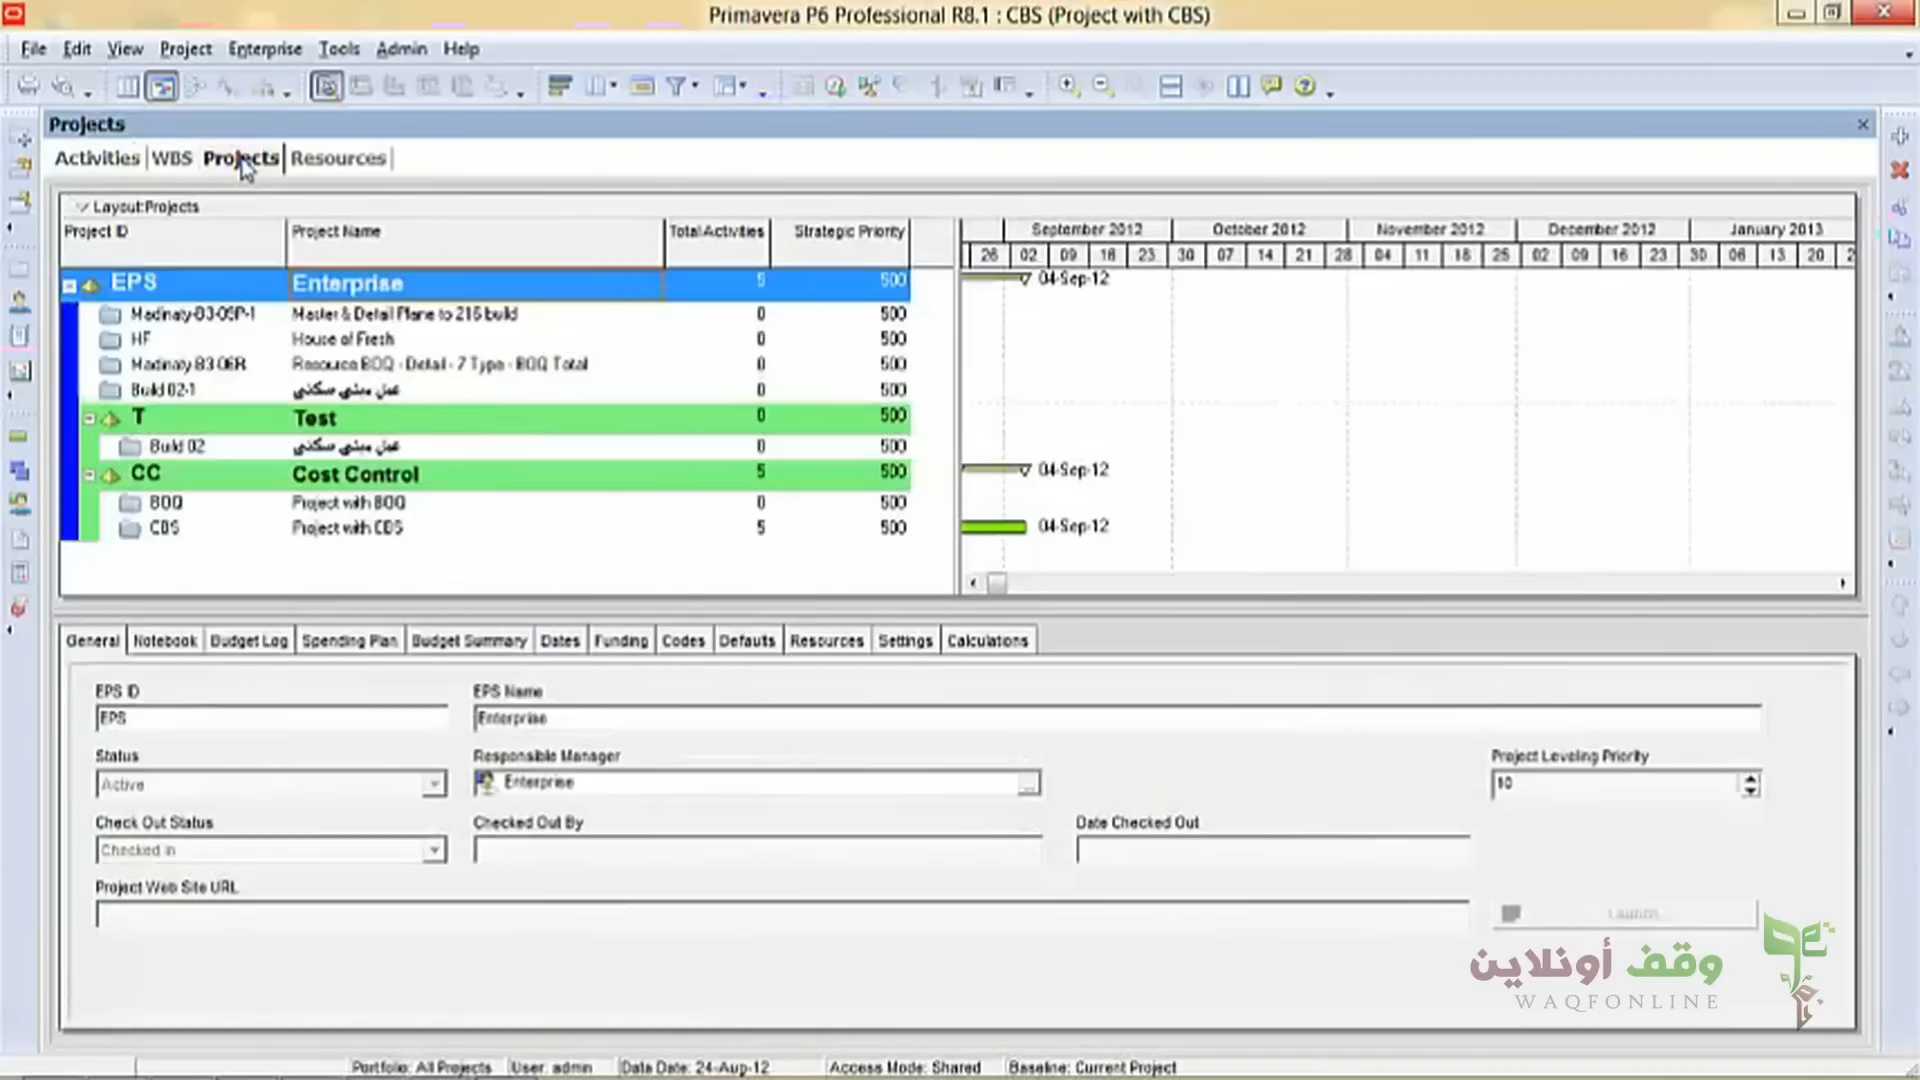 Primavera P6 Professional R8.1 : CBS (Project with CBS)
File Edit View Project Enterprise Tools Admin Help
Projects
Activities WBS Projects Resources
Layout:Projects
Project ID Project Name Total Activities Strategic Priority
September 2012 October 2012 November 2012 December 2012 January 2013
26 02 09 16 23 30 07 14 21 28 04 11 18 25 02 09 16 23 30 06 13 20
EPS Enterprise 5 500 04-Sep-12
Madinaty-B3-09P-1 Master & Detail Plane to 216 build 0 500
HF House of Fresh 0 500
Madinaty-B3-06R Resource BOQ - Detail - 7 Type - BOQ Total 0 500
Build 02-1 عمل مبني سكني 0 500
T Test 0 500
Build 02 عمل مبني سكني 0 500
CC Cost Control 5 500 04-Sep-12
BOQ Project with BOQ 0 500
CBS Project with CBS 5 500 04-Sep-12
General Notebook Budget Log Spending Plan Budget Summary Dates Funding Codes Defaults Resources Settings Calculations
EPS ID EPS Name
EPS Enterprise
Status Responsible Manager Project Leveling Priority
Active Enterprise 10
Check Out Status Checked Out By Date Checked Out
Checked in
Project Web Site URL
Launch...
وقف أونلاين
WAQFONLINE
Portfolio: All Projects User: admin Data Date: 24-Aug-12 Access Mode: Shared Baseline: Current Project